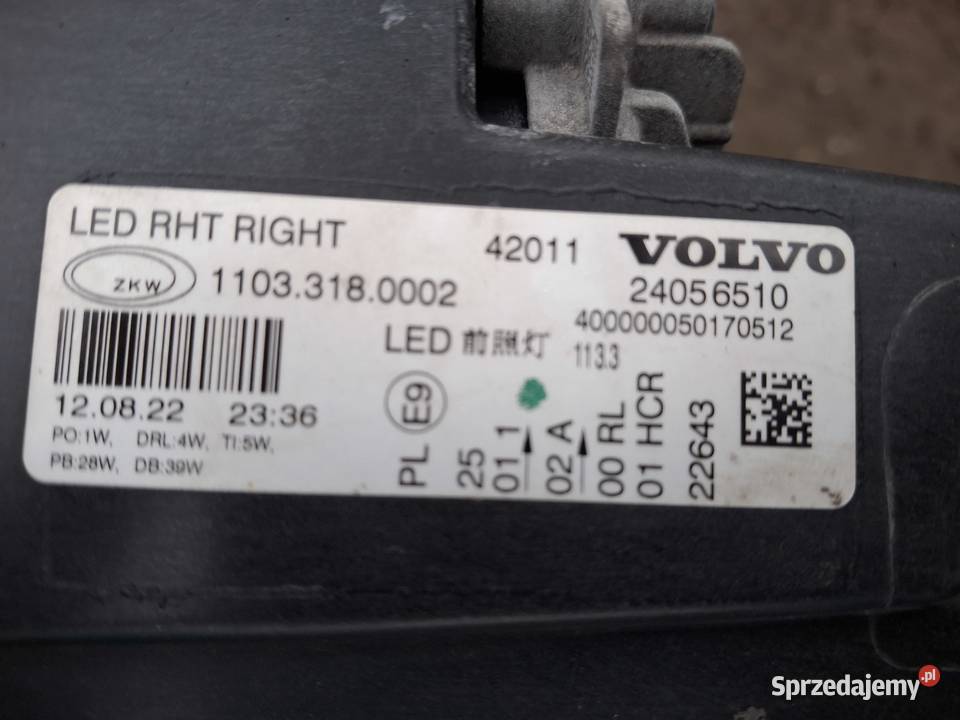 LED RHT RIGHT
42011
VOLVO
ZKW
1103.318.0002
24056510
400000050170512
LED 前照灯
113.3
12.08.22 23:36
PO:1W, DRL:4W, TI:5W,
PB:28W, DB:39W
E9
PL
25
01 1
02 A
00 RL
01 HCR
22643
Sprzedajemy.pl